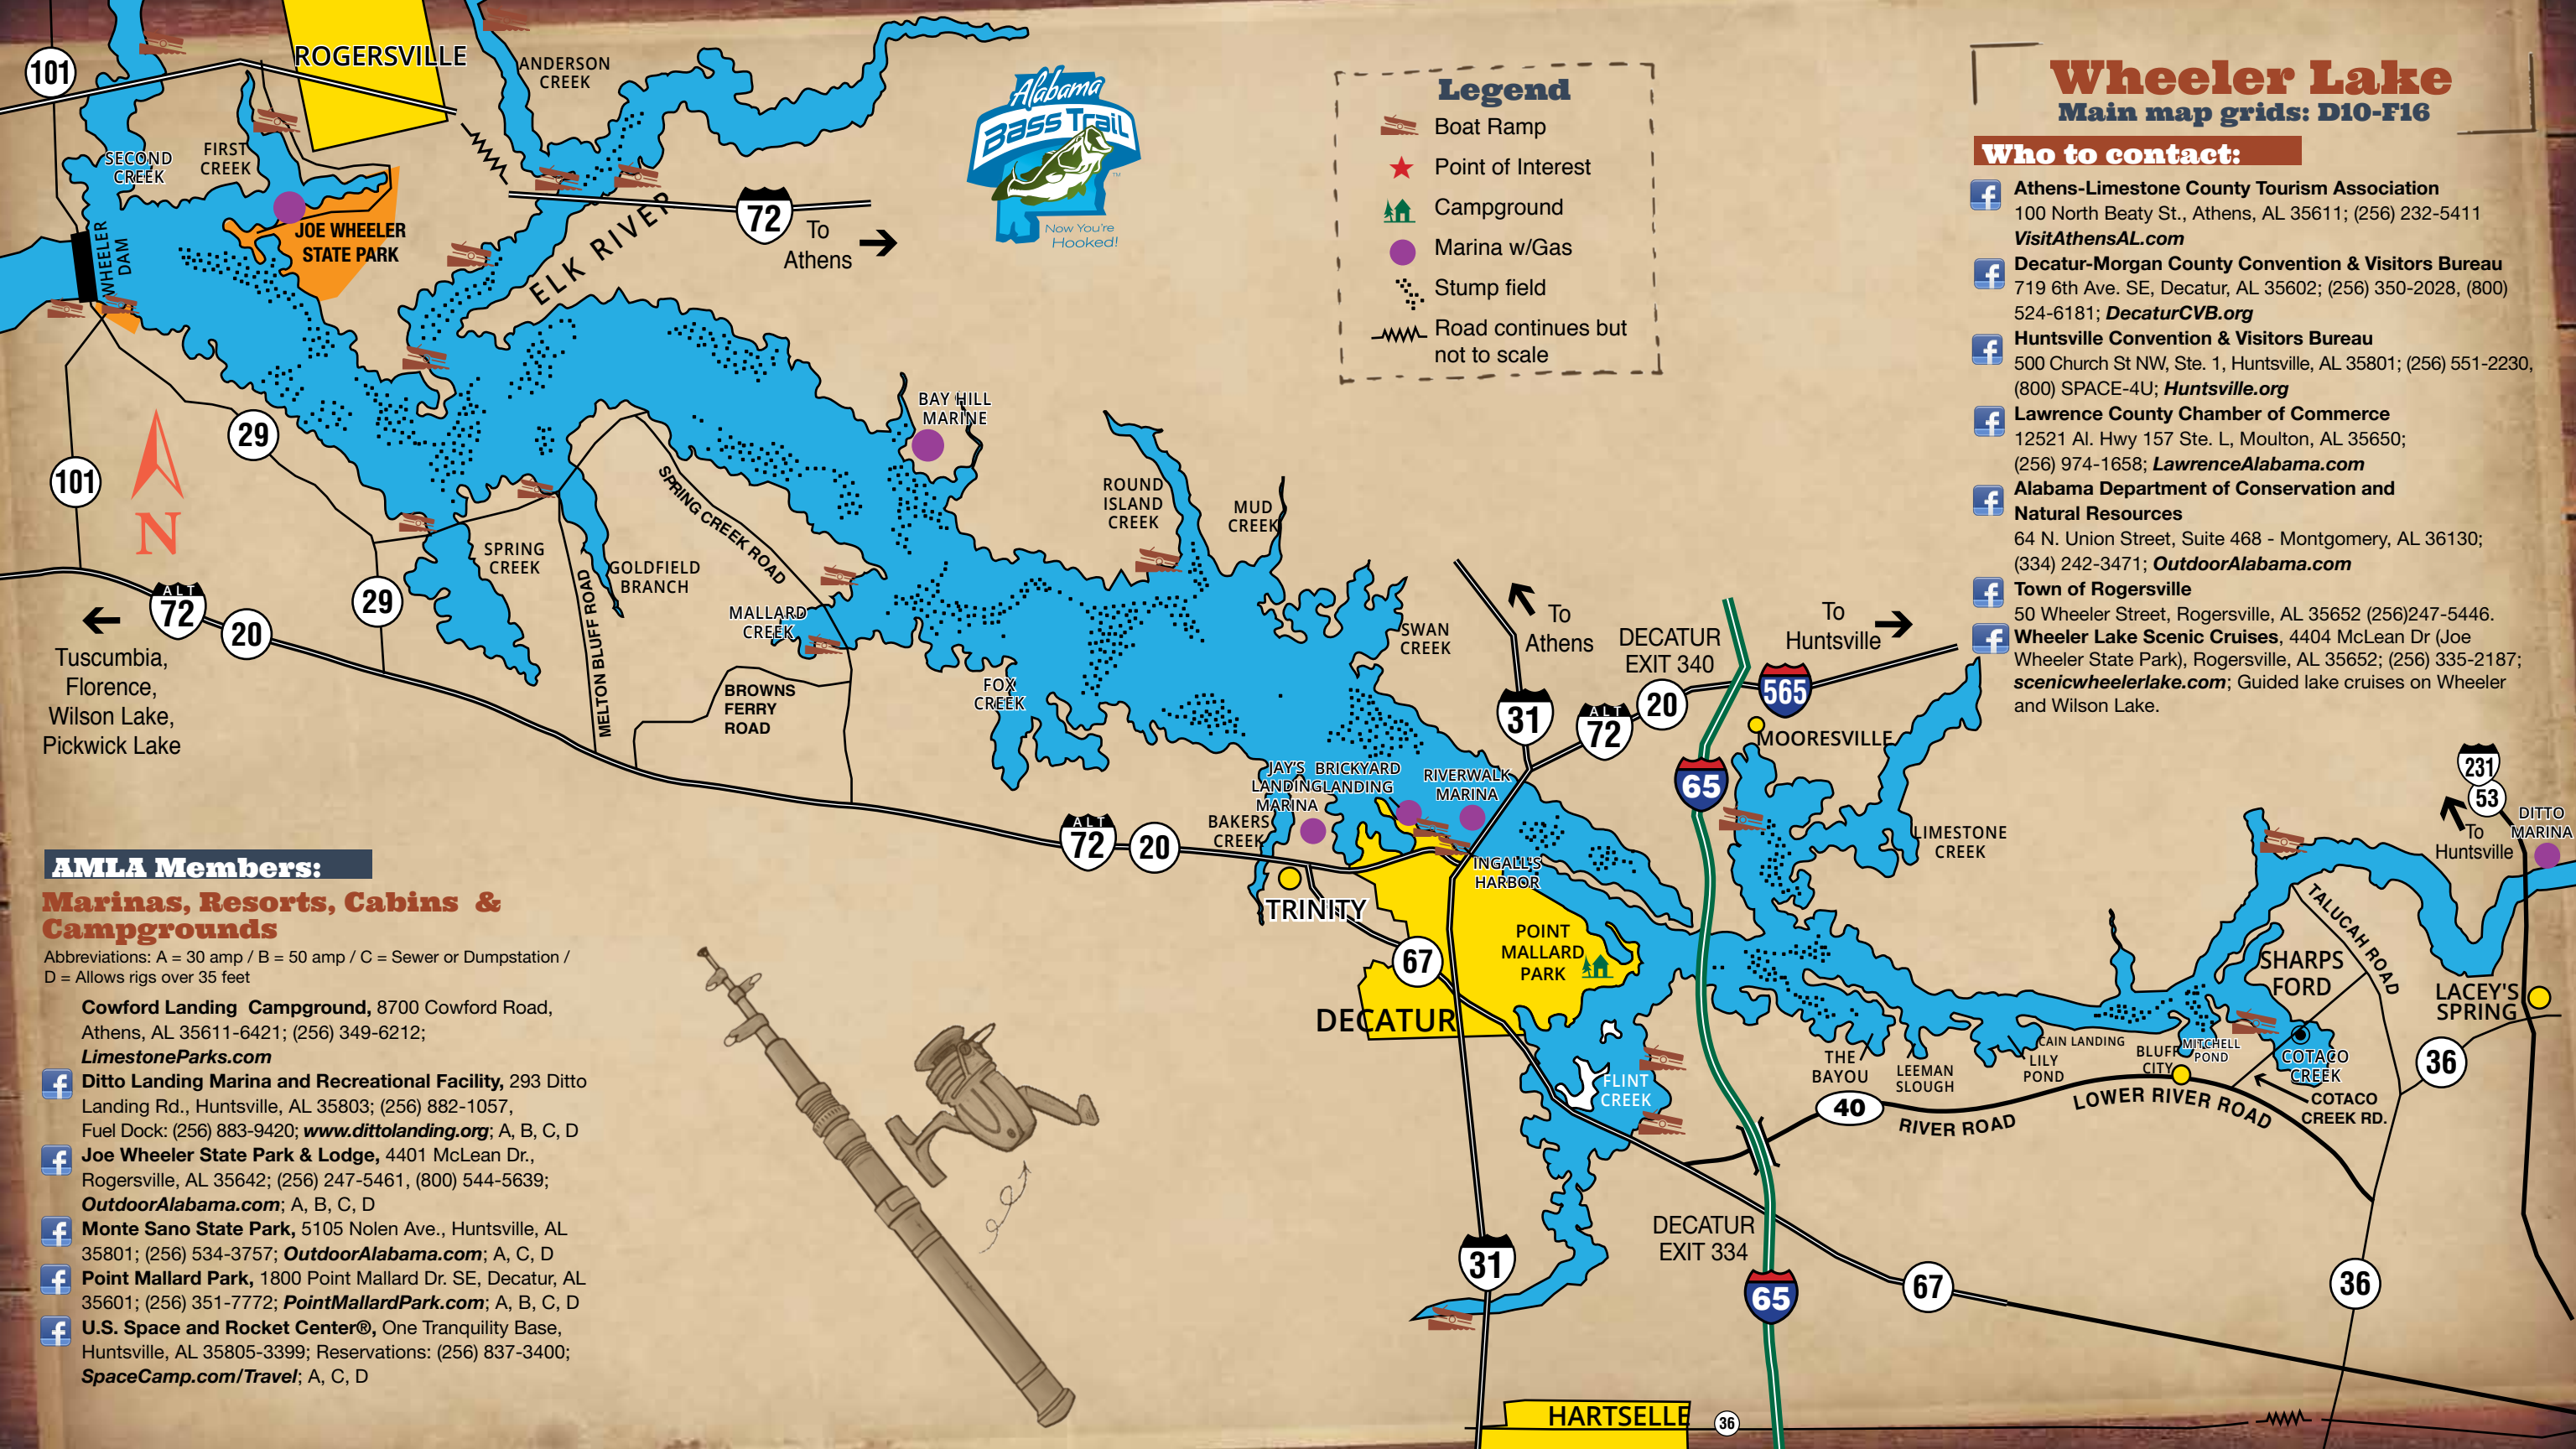 Wheeler Lake
Main map grids: D10-F16
Who to contact:
Athens-Limestone County Tourism Association
100 North Beaty St., Athens, AL 35611; (256) 232-5411
VisitAthensAL.com
Decatur-Morgan County Convention & Visitors Bureau
719 6th Ave. SE, Decatur, AL 35602; (256) 350-2028, (800)
524-6181; DecaturCVB.org
Huntsville Convention & Visitors Bureau
500 Church St NW, Ste. 1, Huntsville, AL 35801; (256) 551-2230,
(800) SPACE-4U; Huntsville.org
Lawrence County Chamber of Commerce
12521 Al. Hwy 157 Ste. L, Moulton, AL 35650;
(256) 974-1658; LawrenceAlabama.com
Alabama Department of Conservation and
Natural Resources
64 N. Union Street, Suite 468 - Montgomery, AL 36130;
(334) 242-3471; OutdoorAlabama.com
Town of Rogersville
50 Wheeler Street, Rogersville, AL 35652 (256)247-5446.
Wheeler Lake Scenic Cruises, 4404 McLean Dr (Joe
Wheeler State Park), Rogersville, AL 35652; (256) 335-2187;
scenicwheelerlake.com; Guided lake cruises on Wheeler
and Wilson Lake.
Legend
Boat Ramp
Point of Interest
Campground
Marina w/Gas
Stump field
Road continues but
not to scale
Alabama
Bass Trail
TM
Now You're
Hooked!
101
ROGERSVILLE
ANDERSON
CREEK
SECOND
CREEK
FIRST
CREEK
WHEELER
DAM
JOE WHEELER
STATE PARK
ELK RIVER
72
To
Athens
29
101
N
BAY HILL
MARINE
ROUND
ISLAND
CREEK
MUD
CREEK
SPRING CREEK ROAD
SPRING
CREEK
GOLDFIELD
BRANCH
MELTON BLUFF ROAD
MALLARD
CREEK
ALT
72
20
29
Tuscumbia,
Florence,
Wilson Lake,
Pickwick Lake
BROWNS
FERRY
ROAD
FOX
CREEK
SWAN
CREEK
To
Athens
DECATUR
EXIT 340
To
Huntsville
31
ALT
72
20
565
65
MOORESVILLE
JAY'S
LANDING
MARINA
BRICKYARD
LANDING
RIVERWALK
MARINA
BAKERS
CREEK
ALT
72
20
INGALL'S
HARBOR
LIMESTONE
CREEK
231
53
To
Huntsville
DITTO
MARINA
TRINITY
67
POINT
MALLARD
PARK
DECATUR
TALUCAH ROAD
SHARPS
FORD
LACEY'S
SPRING
FLINT
CREEK
THE
BAYOU
LEEMAN
SLOUGH
CAIN LANDING
LILY
POND
BLUFF
CITY
MITCHELL
POND
COTACO
CREEK
36
COTACO
CREEK RD.
40
RIVER ROAD
LOWER RIVER ROAD
DECATUR
EXIT 334
31
65
67
36
HARTSELLE
36
AMLA Members:
Marinas, Resorts, Cabins &
Campgrounds
Abbreviations: A = 30 amp / B = 50 amp / C = Sewer or Dumpstation /
D = Allows rigs over 35 feet
Cowford Landing Campground, 8700 Cowford Road,
Athens, AL 35611-6421; (256) 349-6212;
LimestoneParks.com
Ditto Landing Marina and Recreational Facility, 293 Ditto
Landing Rd., Huntsville, AL 35803; (256) 882-1057,
Fuel Dock: (256) 883-9420; www.dittolanding.org; A, B, C, D
Joe Wheeler State Park & Lodge, 4401 McLean Dr.,
Rogersville, AL 35642; (256) 247-5461, (800) 544-5639;
OutdoorAlabama.com; A, B, C, D
Monte Sano State Park, 5105 Nolen Ave., Huntsville, AL
35801; (256) 534-3757; OutdoorAlabama.com; A, C, D
Point Mallard Park, 1800 Point Mallard Dr. SE, Decatur, AL
35601; (256) 351-7772; PointMallardPark.com; A, B, C, D
U.S. Space and Rocket Center®, One Tranquility Base,
Huntsville, AL 35805-3399; Reservations: (256) 837-3400;
SpaceCamp.com/Travel; A, C, D